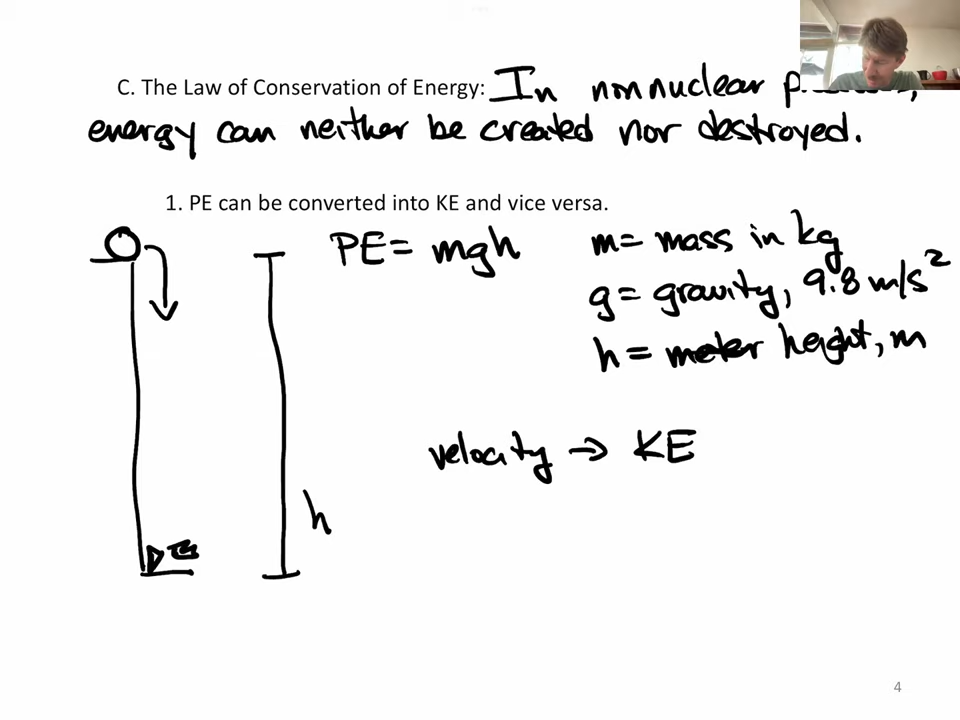 C. The Law of Conservation of Energy: In nonnuclear
energy can neither be created nor destroyed.
1. PE can be converted into KE and vice versa.
PE = mgh
m = mass in kg
g = gravity, 9.8 m/s²
h = height, m
velocity → KE
h
4